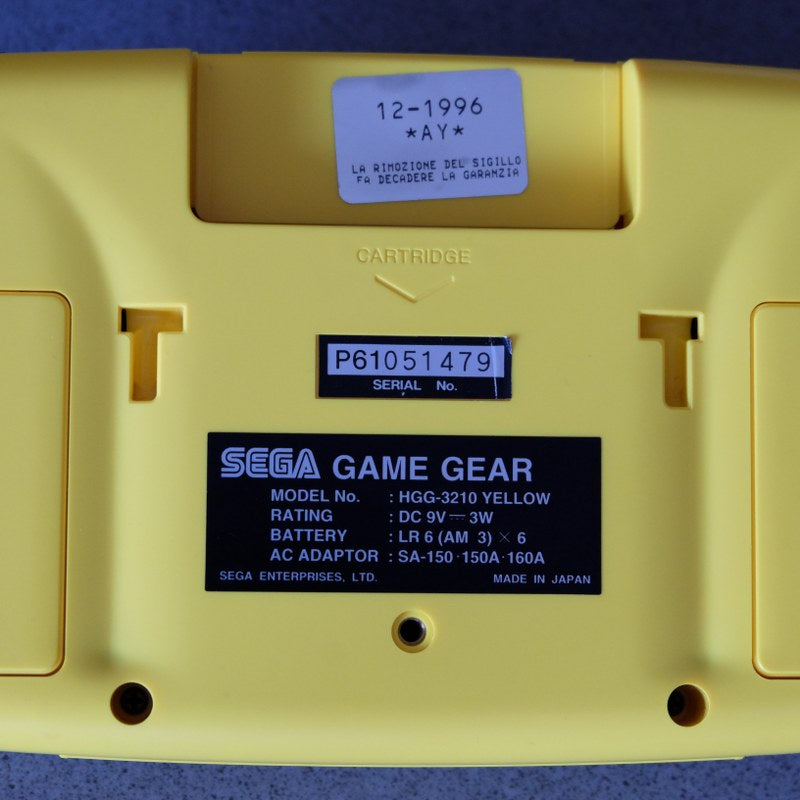 12-1996
*AY*
LA RIMOZIONE DEL SIGILLO
FA DECADERE LA GARANZIA
CARTRIDGE
P61051479
SERIAL No.
SEGA GAME GEAR
MODEL No. : HGG-3210 YELLOW
RATING : DC 9V ⎓ 3W
BATTERY : LR 6 (AM 3) × 6
AC ADAPTOR : SA-150·150A·160A
SEGA ENTERPRISES, LTD. MADE IN JAPAN